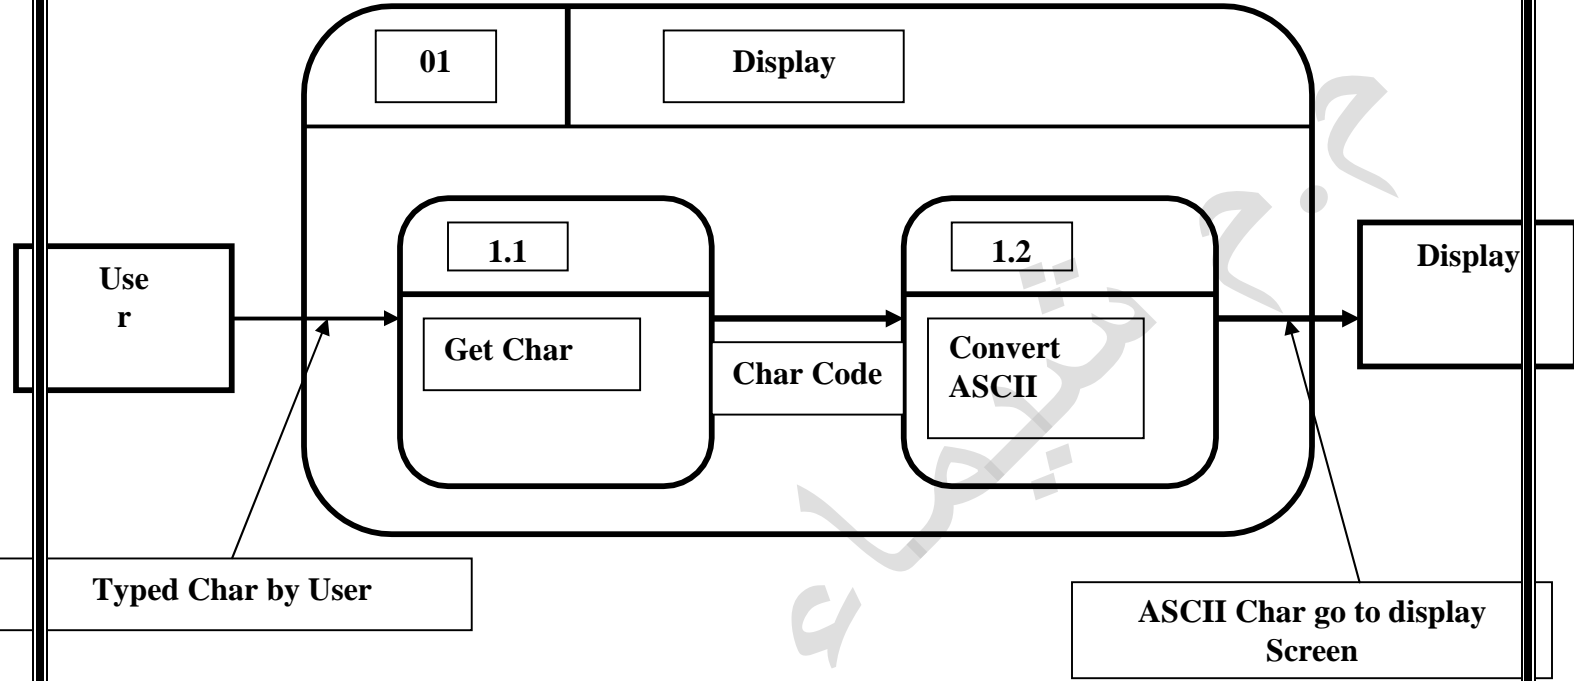 01
Display
1.1
1.2
Use
r
Display
Get Char
Char Code
Convert
ASCII
Typed Char by User
ASCII Char go to display
Screen